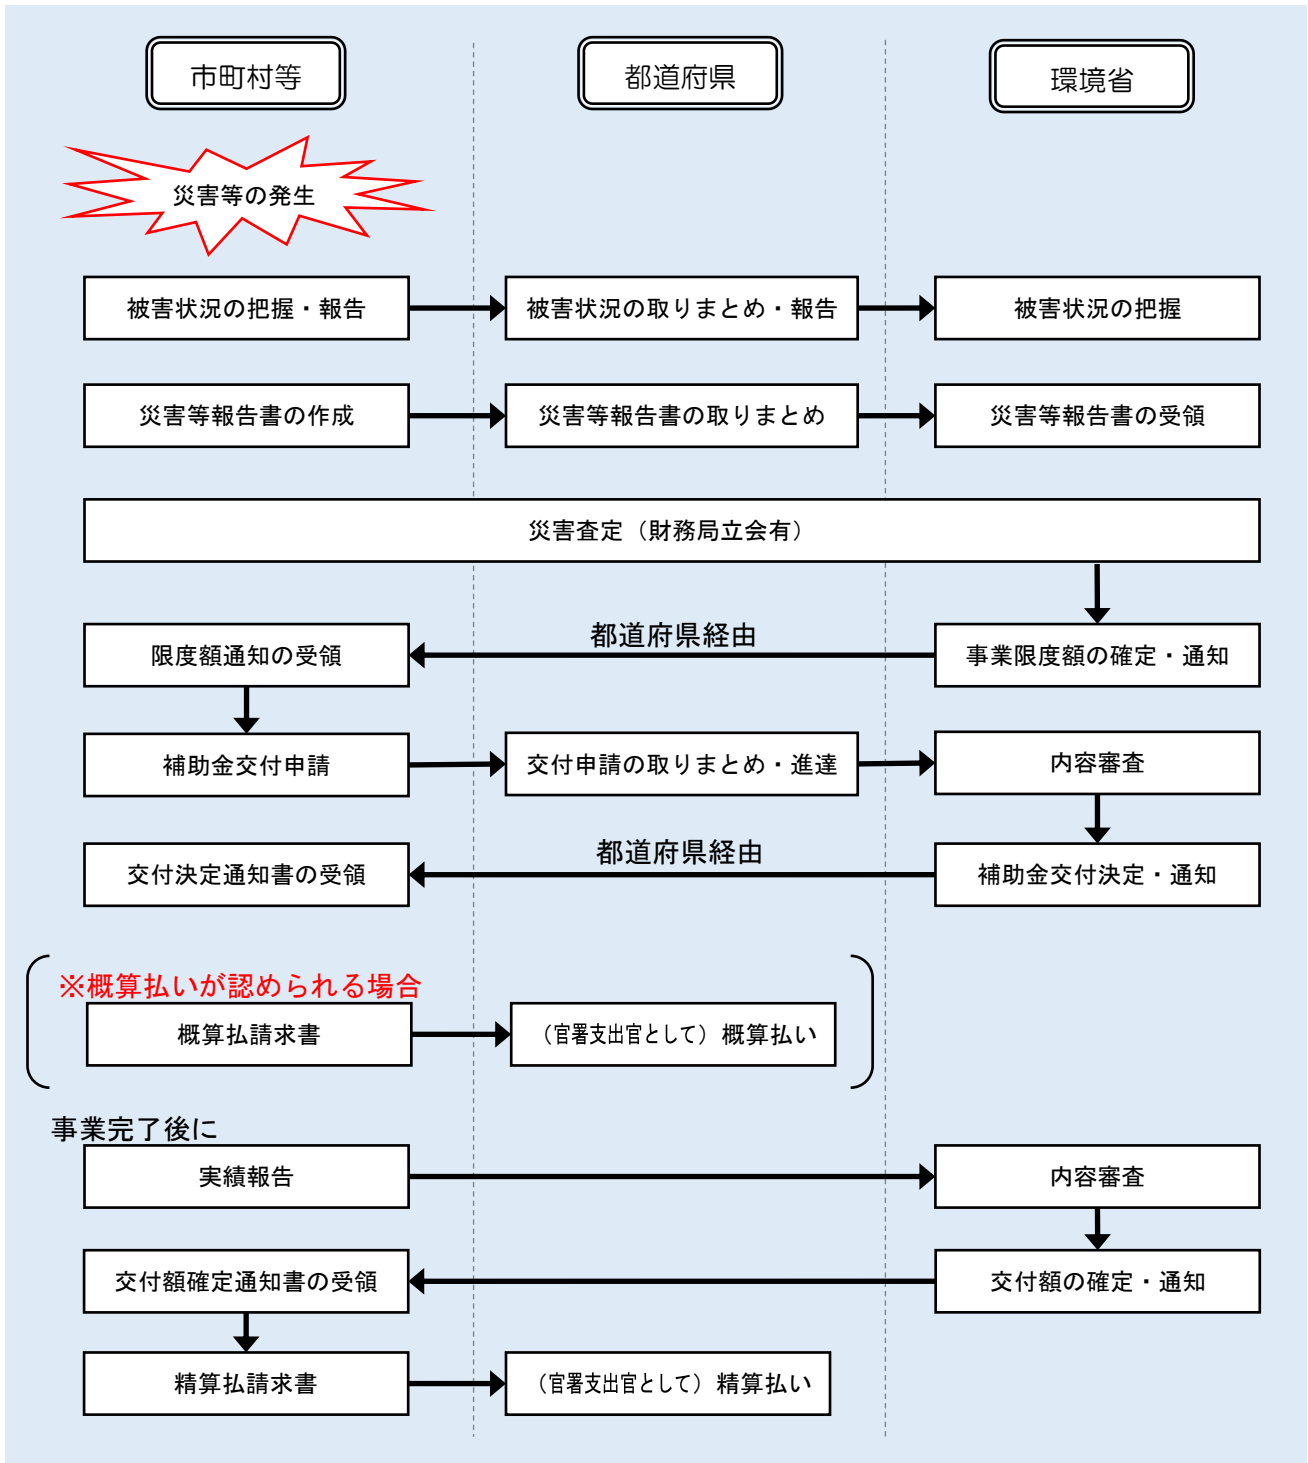 市町村等
都道府県
環境省
災害等の発生
被害状況の把握・報告
被害状況の取りまとめ・報告
被害状況の把握
災害等報告書の作成
災害等報告書の取りまとめ
災害等報告書の受領
災害査定（財務局立会有）
都道府県経由
限度額通知の受領
事業限度額の確定・通知
補助金交付申請
交付申請の取りまとめ・進達
内容審査
都道府県経由
交付決定通知書の受領
補助金交付決定・通知
※概算払いが認められる場合
概算払請求書
（官署支出官として）概算払い
事業完了後に
実績報告
内容審査
交付額確定通知書の受領
交付額の確定・通知
精算払請求書
（官署支出官として）精算払い